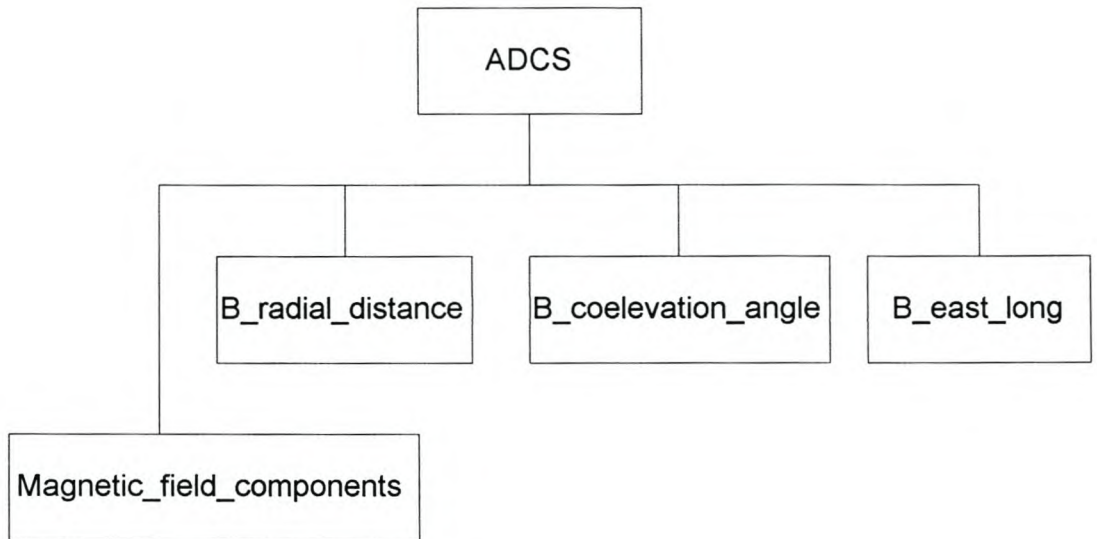 ADCS
B_radial_distance
B_coelevation_angle
B_east_long
Magnetic_field_components